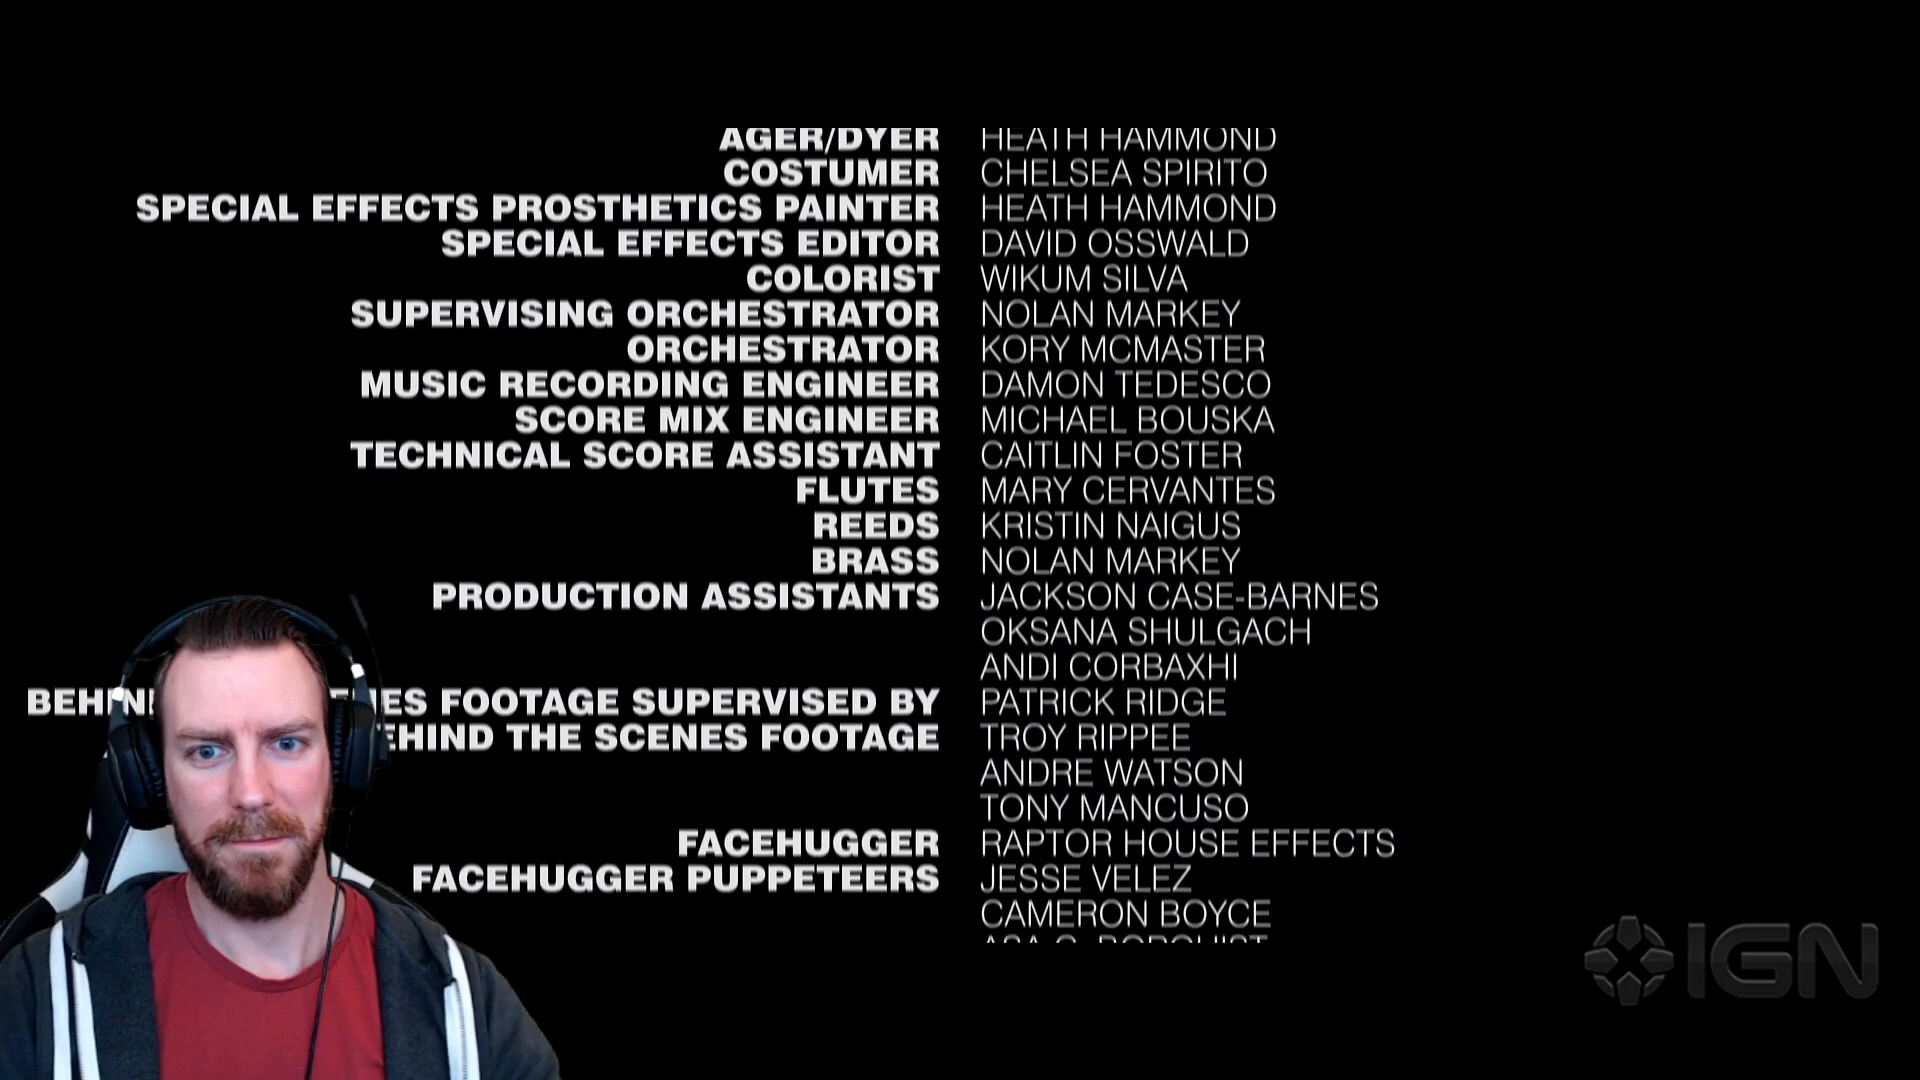 AGER/DYER HEATH HAMMOND
COSTUMER CHELSEA SPIRITO
SPECIAL EFFECTS PROSTHETICS PAINTER HEATH HAMMOND
SPECIAL EFFECTS EDITOR DAVID OSSWALD
COLORIST WIKUM SILVA
SUPERVISING ORCHESTRATOR NOLAN MARKEY
ORCHESTRATOR KORY MCMASTER
MUSIC RECORDING ENGINEER DAMON TEDESCO
SCORE MIX ENGINEER MICHAEL BOUSKA
TECHNICAL SCORE ASSISTANT CAITLIN FOSTER
FLUTES MARY CERVANTES
REEDS KRISTIN NAIGUS
BRASS NOLAN MARKEY
PRODUCTION ASSISTANTS JACKSON CASE-BARNES
OKSANA SHULGACH
ANDI CORBAXHI
FOOTAGE SUPERVISED BY PATRICK RIDGE
THE SCENES FOOTAGE TROY RIPPEE
ANDRE WATSON
TONY MANCUSO
FACEHUGGER RAPTOR HOUSE EFFECTS
FACEHUGGER PUPPETEERS JESSE VELEZ
CAMERON BOYCE
IGN